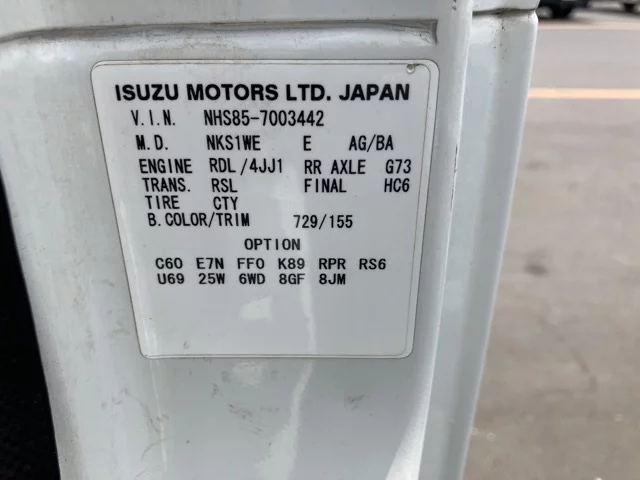 ISUZU MOTORS LTD. JAPAN
V.I.N. NHS85-7003442
M.D. NKS1WE E AG/BA
ENGINE RDL/4JJ1 RR AXLE G73
TRANS. RSL FINAL HC6
TIRE CTY
B.COLOR/TRIM 729/155
OPTION
C60 E7N FF0 K89 RPR RS6
U69 25W 6WD 8GF 8JM